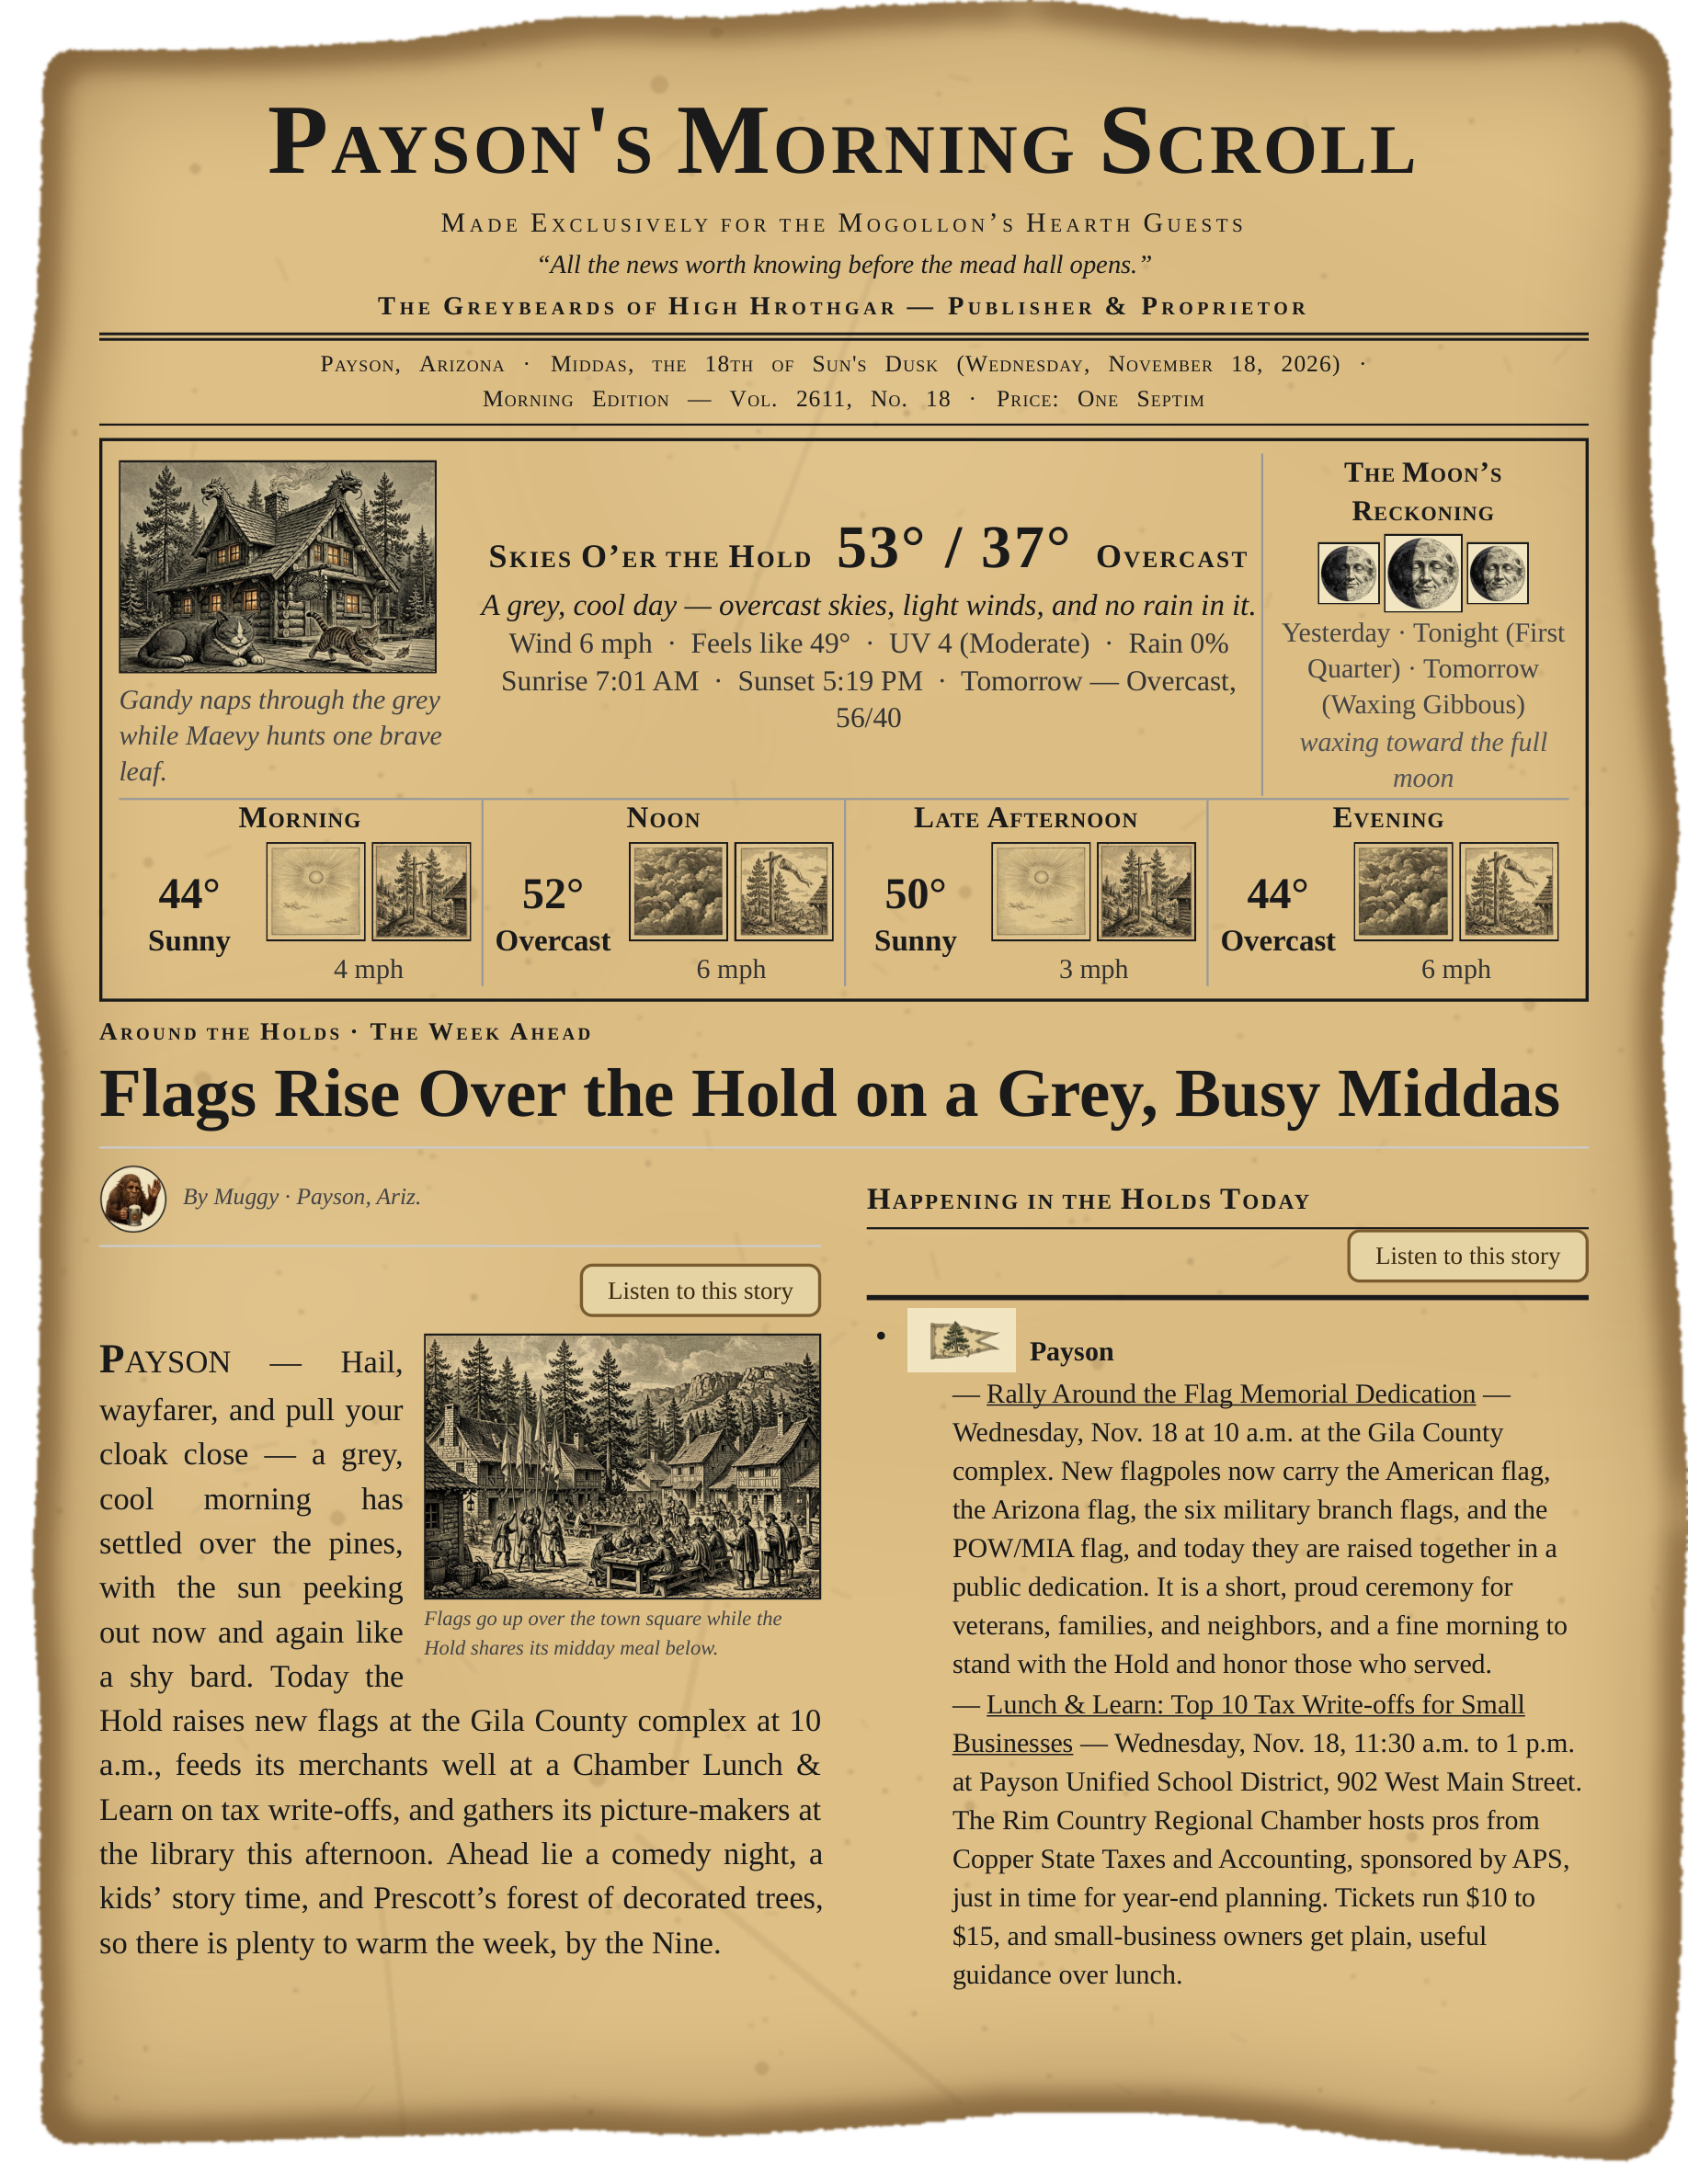 Payson's Morning Scroll
Made Exclusively for the Mogollon’s Hearth Guests
“All the news worth knowing before the mead hall opens.”
The Greybeards of High Hrothgar — Publisher & Proprietor
Payson, Arizona · Middas, the 18th of Sun's Dusk (Wednesday, November 18, 2026) ·
Morning Edition — Vol. 2611, No. 18 · Price: One Septim
Gandy naps through the grey
while Maevy hunts one brave
leaf.
Skies O’er the Hold 53° / 37° Overcast
A grey, cool day — overcast skies, light winds, and no rain in it.
Wind 6 mph · Feels like 49° · UV 4 (Moderate) · Rain 0%
Sunrise 7:01 AM · Sunset 5:19 PM · Tomorrow — Overcast,
56/40
The Moon’s
Reckoning
Yesterday · Tonight (First
Quarter) · Tomorrow
(Waxing Gibbous)
waxing toward the full
moon
Morning
44°
Sunny
4 mph
Noon
52°
Overcast
6 mph
Late Afternoon
50°
Sunny
3 mph
Evening
44°
Overcast
6 mph
Around the Holds · The Week Ahead
Flags Rise Over the Hold on a Grey, Busy Middas
By Muggy · Payson, Ariz.
Listen to this story
PAYSON — Hail,
wayfarer, and pull your
cloak close — a grey,
cool morning has
settled over the pines,
with the sun peeking
out now and again like
a shy bard. Today the
Hold raises new flags at the Gila County complex at 10
a.m., feeds its merchants well at a Chamber Lunch &
Learn on tax write-offs, and gathers its picture-makers at
the library this afternoon. Ahead lie a comedy night, a
kids’ story time, and Prescott’s forest of decorated trees,
so there is plenty to warm the week, by the Nine.
Flags go up over the town square while the
Hold shares its midday meal below.
Happening in the Holds Today
Listen to this story
• Payson
— Rally Around the Flag Memorial Dedication —
Wednesday, Nov. 18 at 10 a.m. at the Gila County
complex. New flagpoles now carry the American flag,
the Arizona flag, the six military branch flags, and the
POW/MIA flag, and today they are raised together in a
public dedication. It is a short, proud ceremony for
veterans, families, and neighbors, and a fine morning to
stand with the Hold and honor those who served.
— Lunch & Learn: Top 10 Tax Write-offs for Small
Businesses — Wednesday, Nov. 18, 11:30 a.m. to 1 p.m.
at Payson Unified School District, 902 West Main Street.
The Rim Country Regional Chamber hosts pros from
Copper State Taxes and Accounting, sponsored by APS,
just in time for year-end planning. Tickets run $10 to
$15, and small-business owners get plain, useful
guidance over lunch.